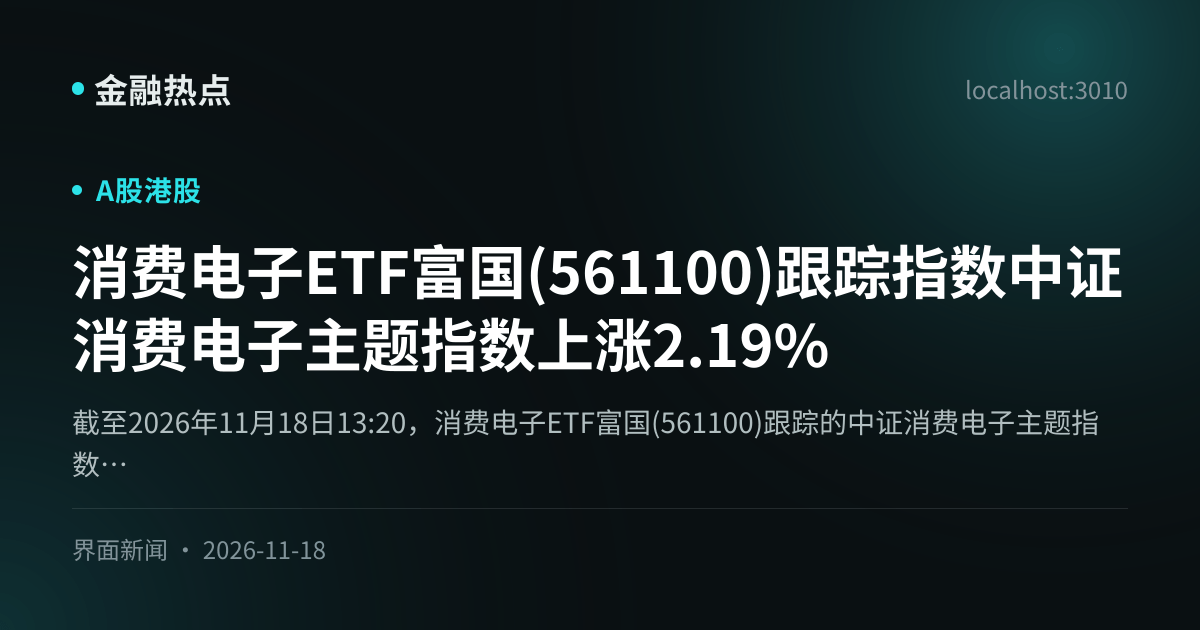 金融热点
localhost:3010
A股港股
消费电子ETF富国(561100)跟踪指数中证
消费电子主题指数上涨2.19%
截至2026年11月18日13:20，消费电子ETF富国(561100)跟踪的中证消费电子主题指
数…
界面新闻 • 2026-11-18